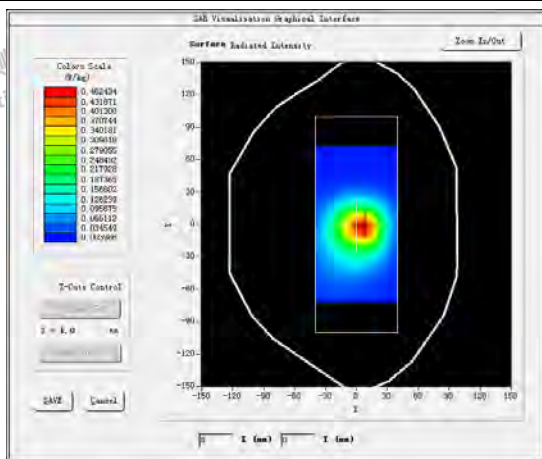 SAR Visualisation Graphical Interface
Surface Radiated Intensity
Zoom In/Out
Colors Scale
(W/kg)
0.462434
0.431871
0.401308
0.370744
0.340181
0.309618
0.279055
0.248492
0.217928
0.187365
0.156802
0.126239
0.095675
0.065112
0.034549
Z-Cuts Control
Z = 4.0 mm
SAVE
Cancel
150
120
90
60
30
0
-30
-60
-90
-120
-150
Y
-150 -120 -90 -60 -30 0 30 60 90 120 150
X
0 X (mm) 0 Y (mm)